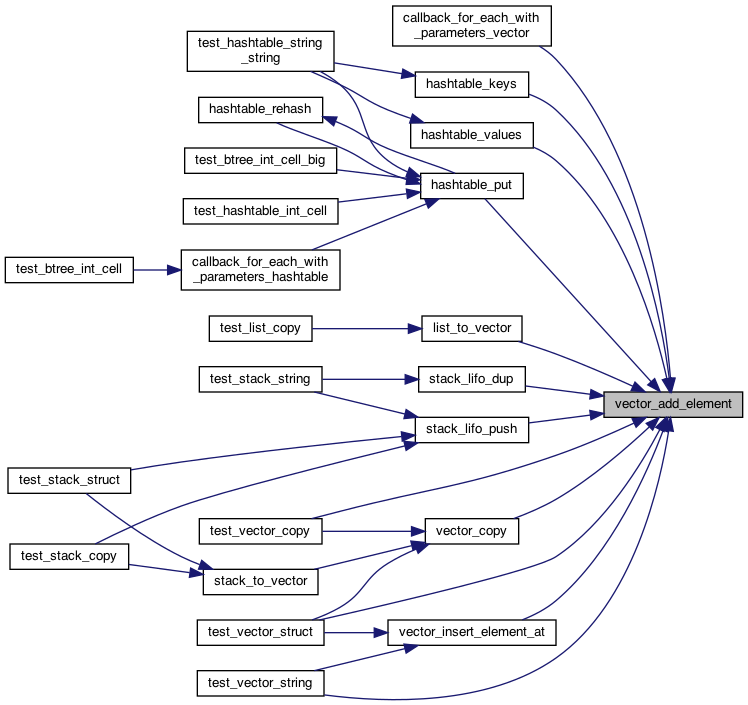 callback_for_each_with
_parameters_vector
test_hashtable_string
_string
hashtable_keys
hashtable_rehash
hashtable_values
test_btree_int_cell_big
hashtable_put
test_hashtable_int_cell
test_btree_int_cell
callback_for_each_with
_parameters_hashtable
test_list_copy
list_to_vector
test_stack_string
stack_lifo_dup
vector_add_element
stack_lifo_push
test_stack_struct
test_vector_copy
vector_copy
test_stack_copy
stack_to_vector
test_vector_struct
vector_insert_element_at
test_vector_string